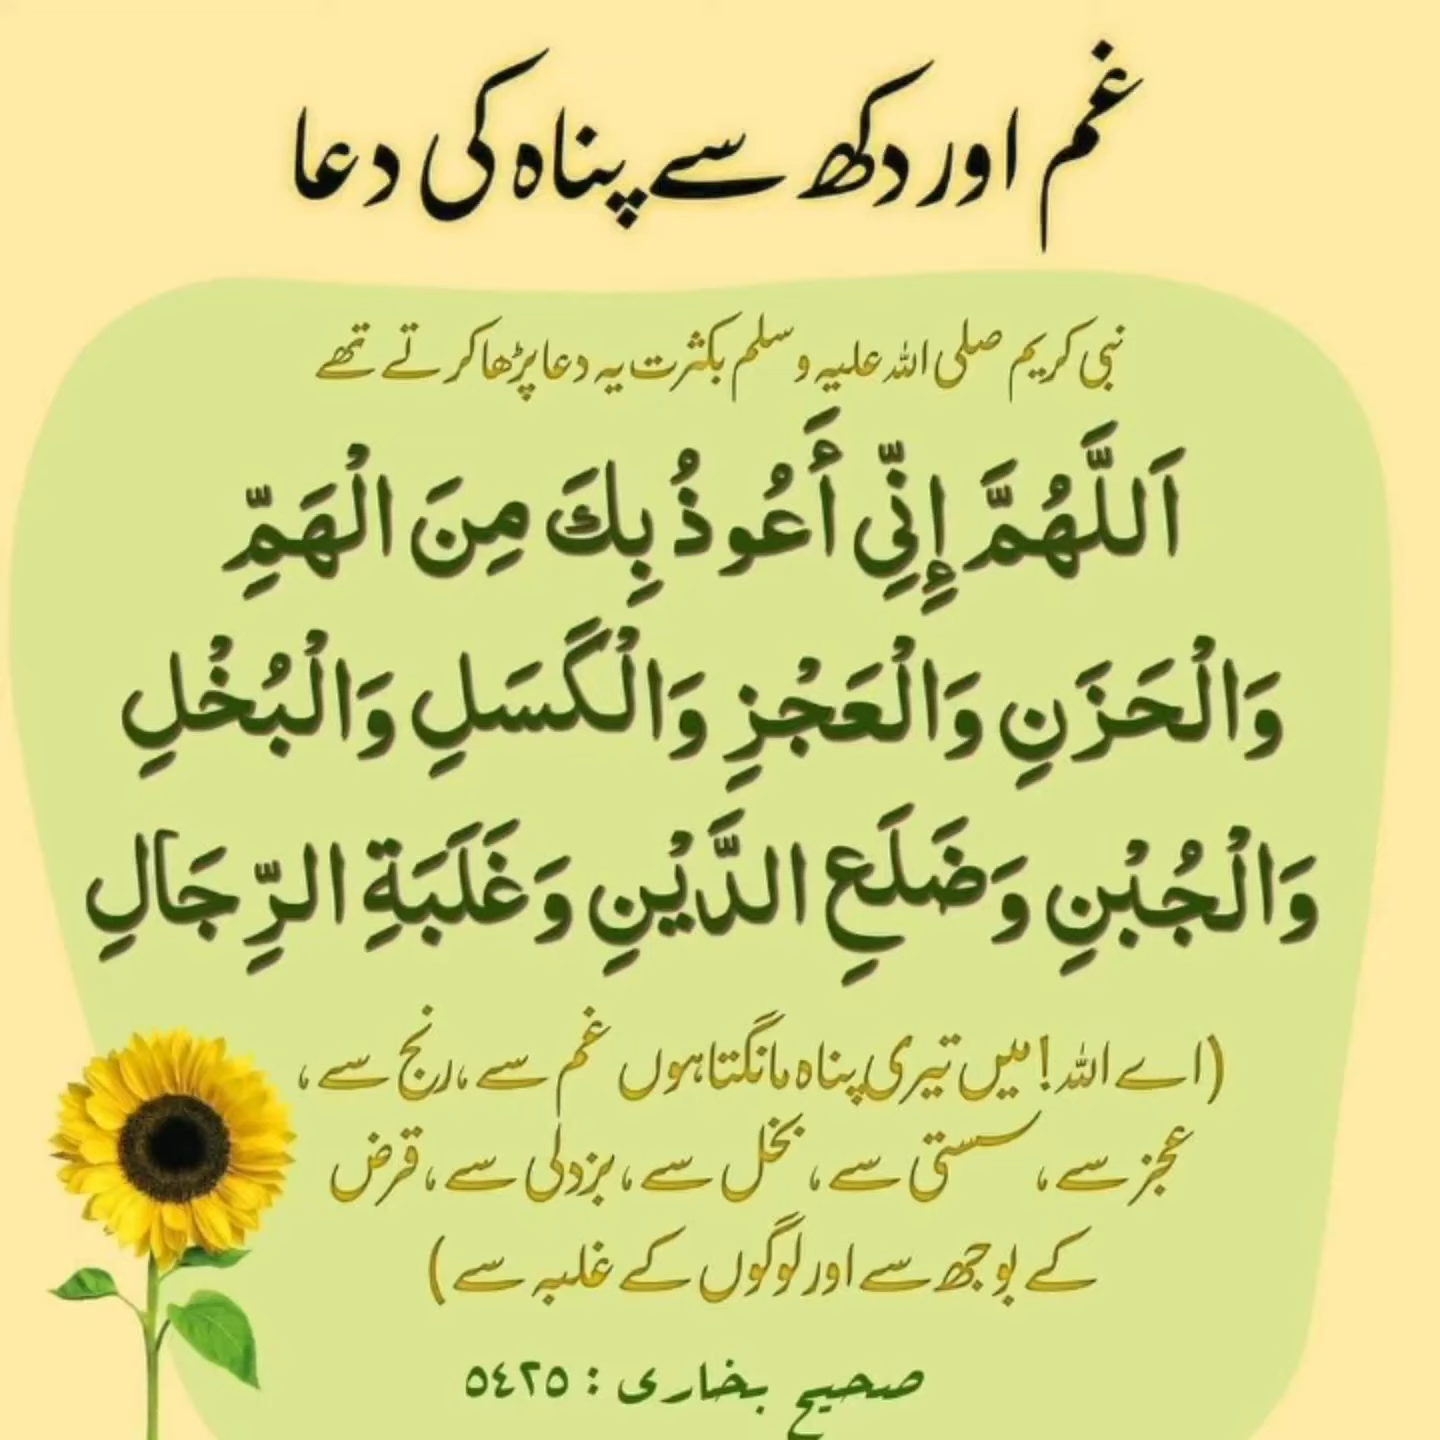 غم اور دکھ سے پناہ کی دعا
نبی کریم صلی اللہ علیہ وسلم بکثرت یہ دعا پڑھا کرتے تھے
اَللَّهُمَّ إِنِّي أَعُوذُ بِكَ مِنَ الْهَمِّ
وَالْحَزَنِ وَالْعَجْزِ وَالْكَسَلِ وَالْبُخْلِ
وَالْجُبْنِ وَضَلَعِ الدَّيْنِ وَغَلَبَةِ الرِّجَالِ
(اے اللہ! میں تیری پناہ مانگتا ہوں غم سے، رنج سے،
عجز سے، سستی سے، بخل سے، بزدلی سے، قرض
کے بوجھ سے اور لوگوں کے غلبہ سے)
صحیح بخاری : ٥٤٢٥